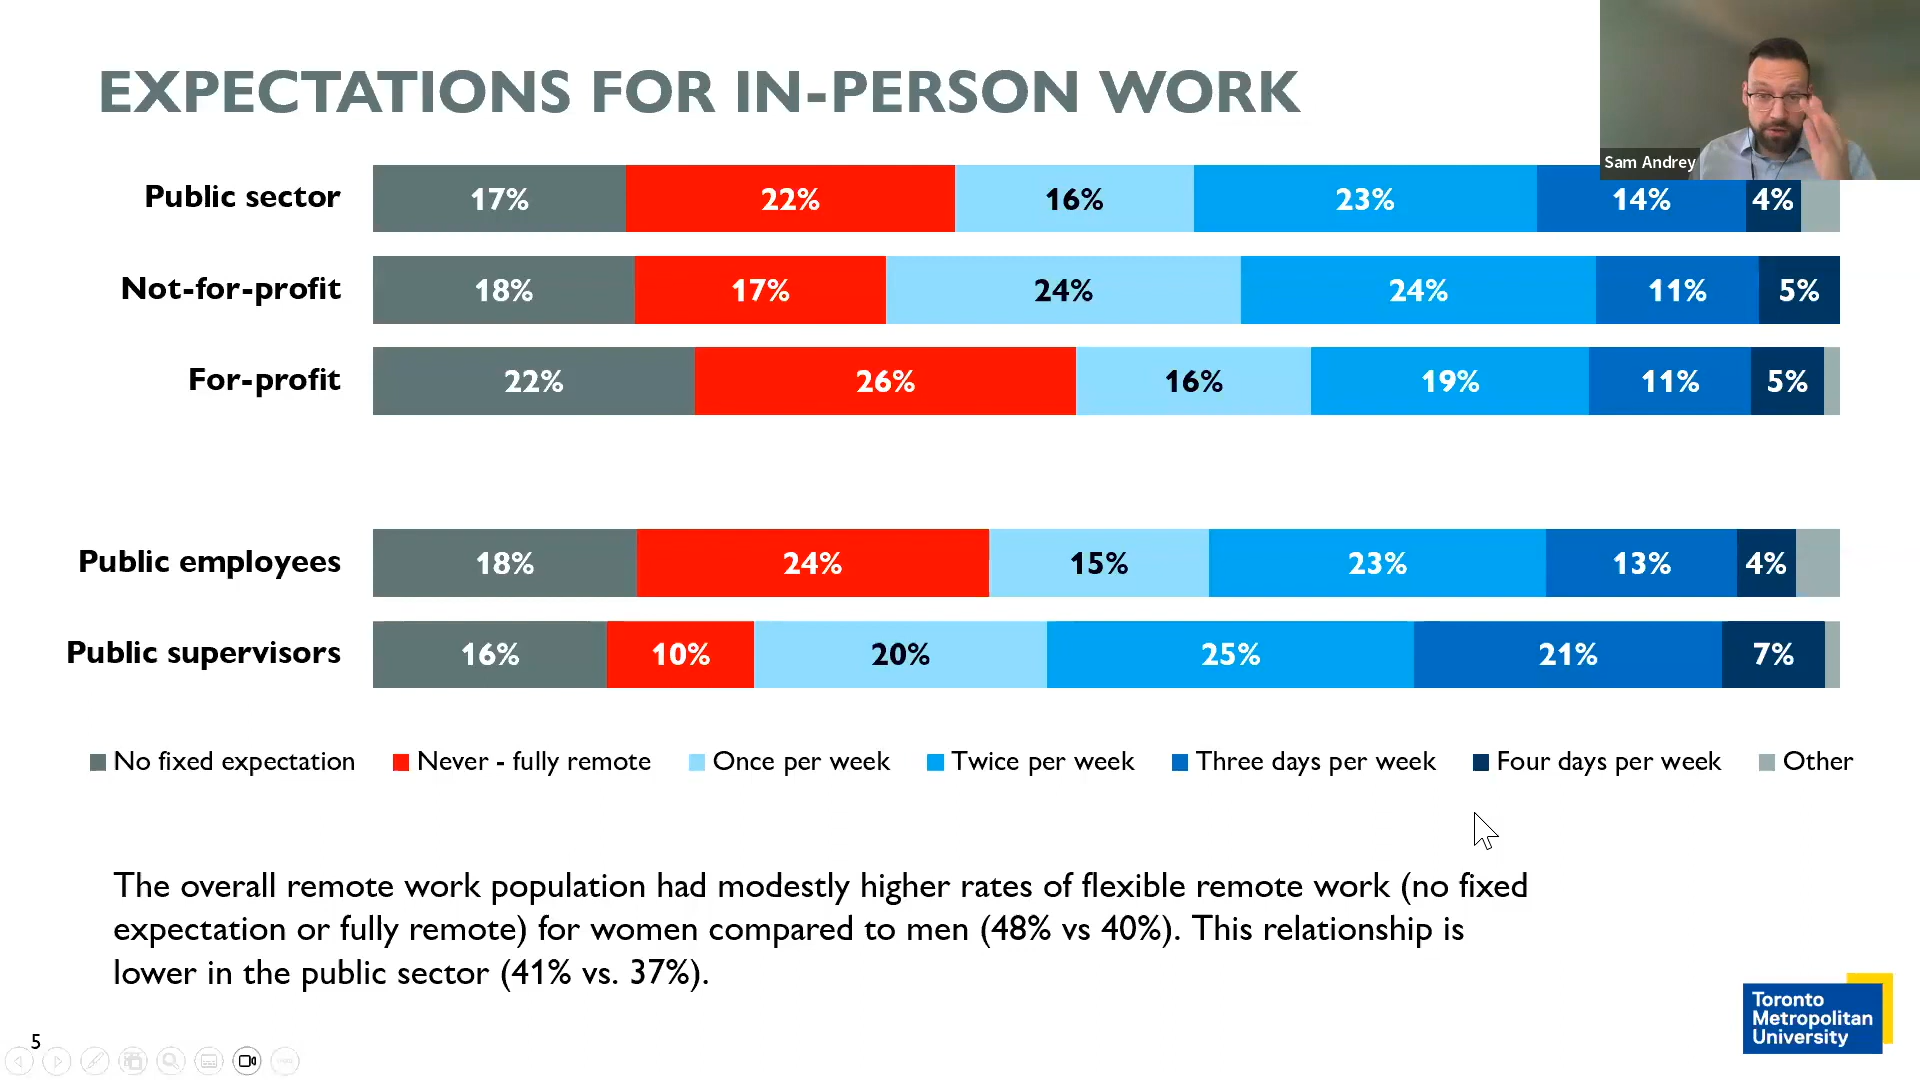 EXPECTATIONS FOR IN-PERSON WORK
Sam Andrey
Public sector 17% 22% 16% 23% 14% 4%
Not-for-profit 18% 17% 24% 24% 11% 5%
For-profit 22% 26% 16% 19% 11% 5%
Public employees 18% 24% 15% 23% 13% 4%
Public supervisors 16% 10% 20% 25% 21% 7%
No fixed expectation Never - fully remote Once per week Twice per week Three days per week Four days per week Other
The overall remote work population had modestly higher rates of flexible remote work (no fixed
expectation or fully remote) for women compared to men (48% vs 40%). This relationship is
lower in the public sector (41% vs. 37%).
Toronto
Metropolitan
University
5